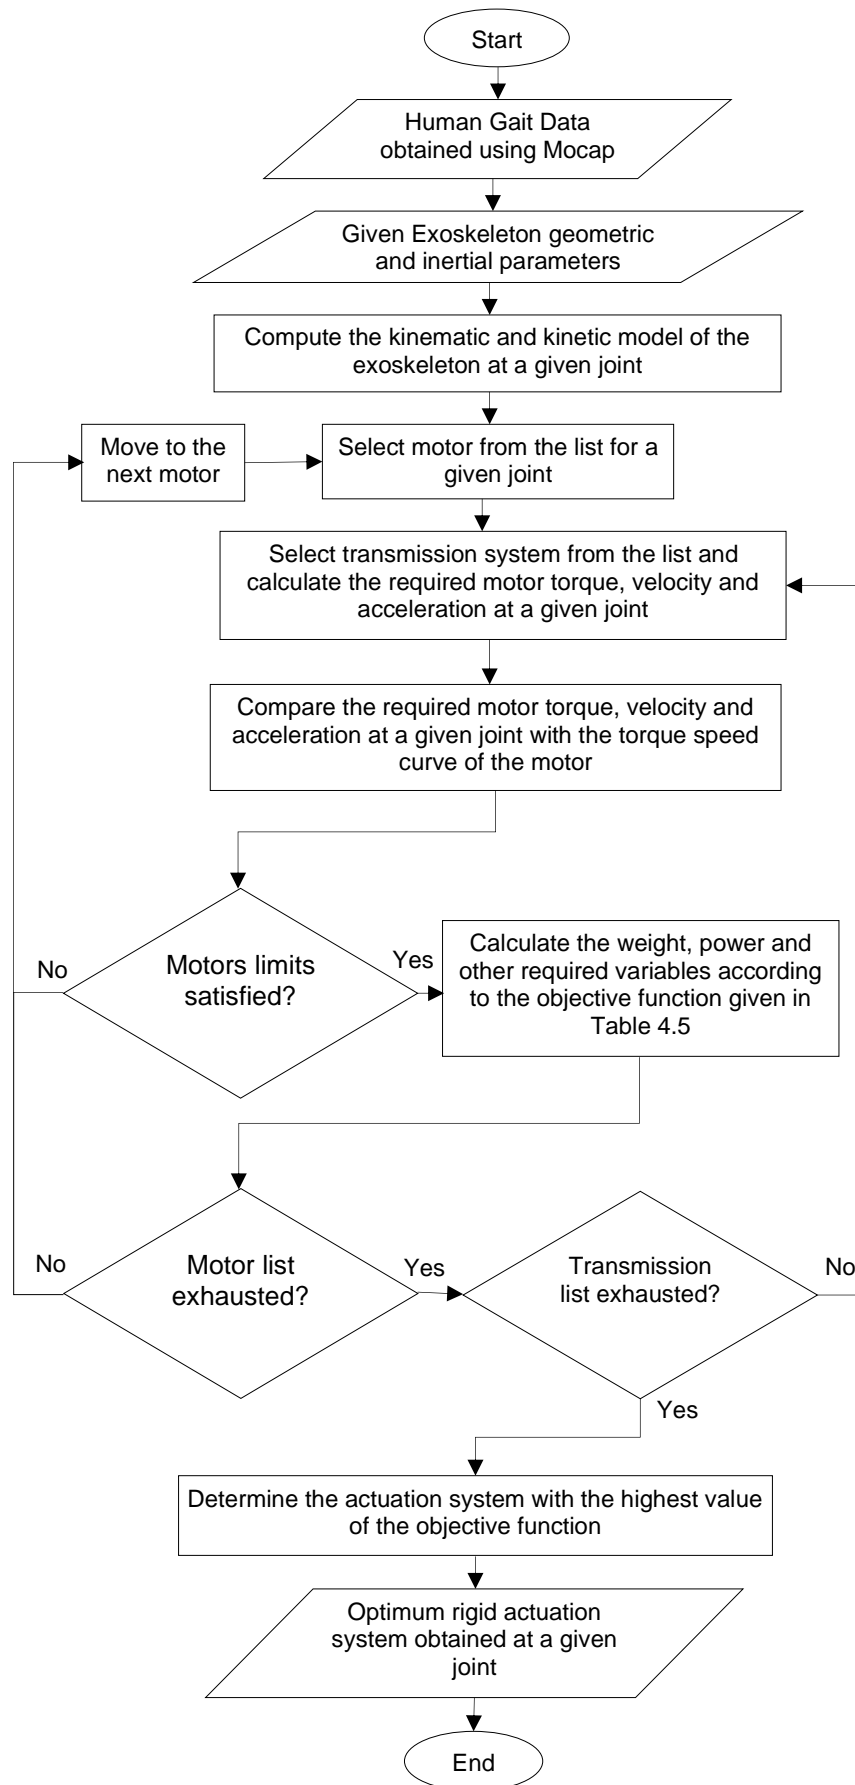 Start
Human Gait Data
obtained using Mocap
Given Exoskeleton geometric
and inertial parameters
Compute the kinematic and kinetic model of the
exoskeleton at a given joint
Move to the
next motor
Select motor from the list for a
given joint
Select transmission system from the list and
calculate the required motor torque, velocity and
acceleration at a given joint
Compare the required motor torque, velocity and
acceleration at a given joint with the torque speed
curve of the motor
No
Motors limits
satisfied?
Yes
Calculate the weight, power and
other required variables according
to the objective function given in
Table 4.5
No
Motor list
exhausted?
Yes
Transmission
list exhausted?
No
Yes
Determine the actuation system with the highest value
of the objective function
Optimum rigid actuation
system obtained at a given
joint
End